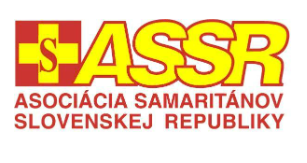 S ASSR
ASOCIÁCIA SAMARITÁNOV
SLOVENSKEJ REPUBLIKY